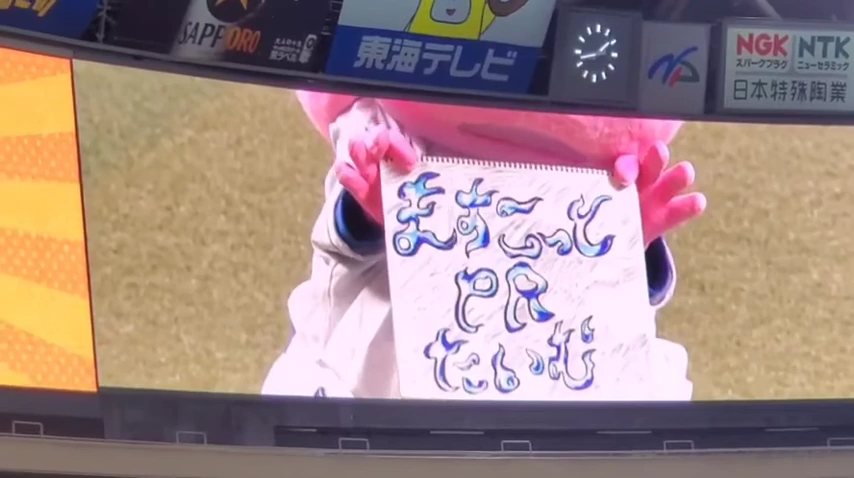 SAPPORO
東海テレビ
NGK NTK
スパークプラグ ニューセラミック
日本特殊陶業
ますこっと
PR
たいむ